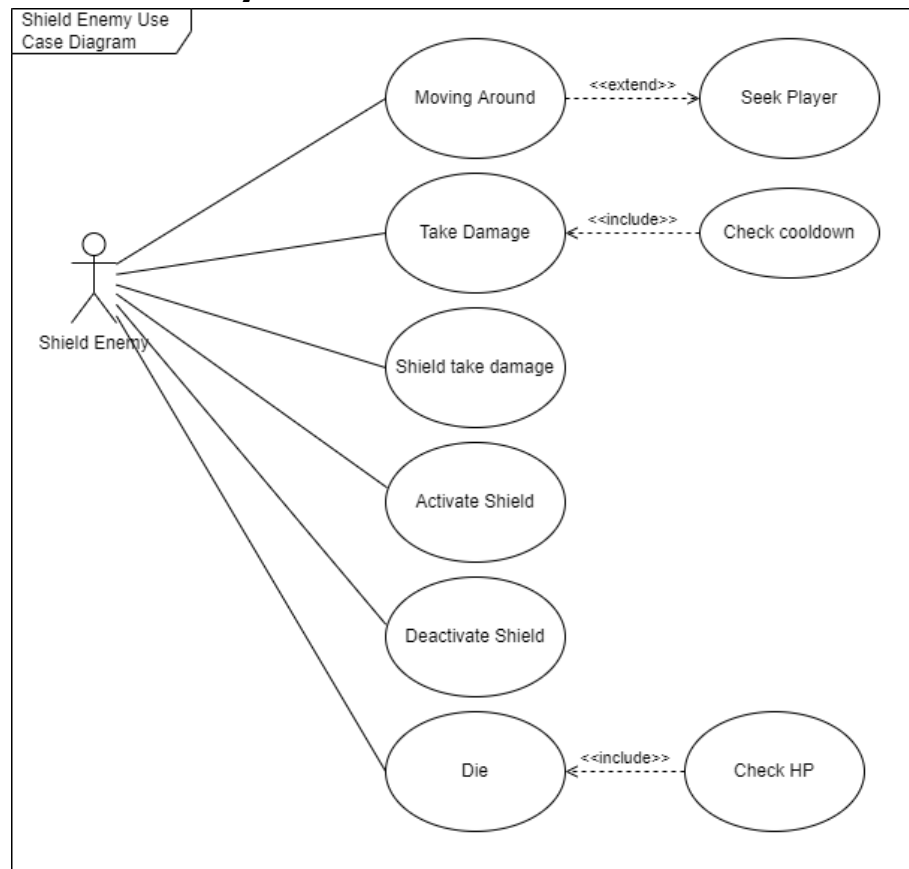 Shield Enemy Use
Case Diagram
Moving Around
<<extend>>
Seek Player
Take Damage
<<include>>
Check cooldown
Shield Enemy
Shield take damage
Activate Shield
Deactivate Shield
Die
<<include>>
Check HP